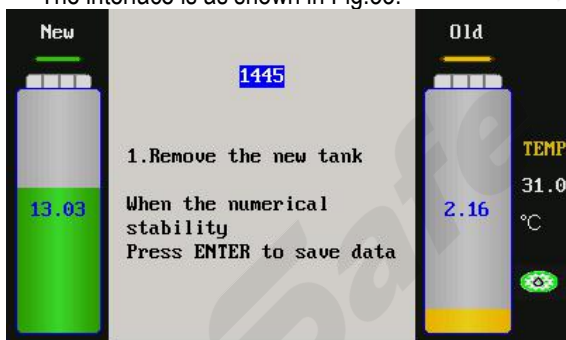 The interface is as shown in Fig.
New
Old
1445
1.Remove the new tank
TEMP
31.0
13.03
When the numerical
2.16
℃
stability
Press ENTER to save data
Safe